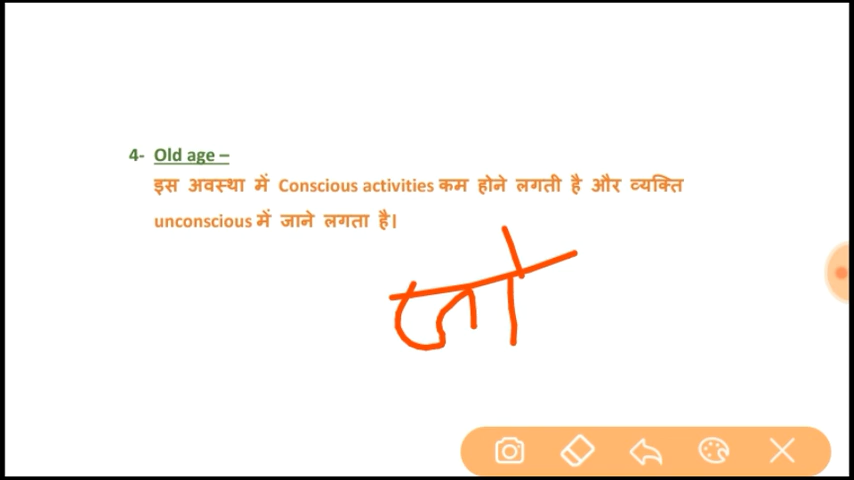 4- Old age –
इस अवस्था में Conscious activities कम होने लगती है और व्यक्ति
unconscious में जाने लगता है।
जो